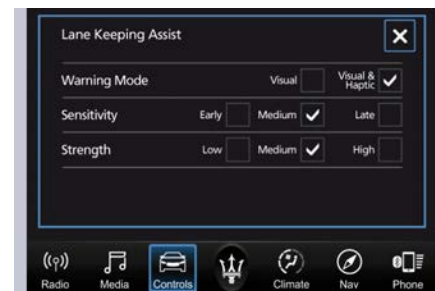 Lane Keeping Assist
Warning Mode Visual Visual & Haptic
Sensitivity Early Medium Late
Strength Low Medium High
Radio Media Controls Climate Nav Phone